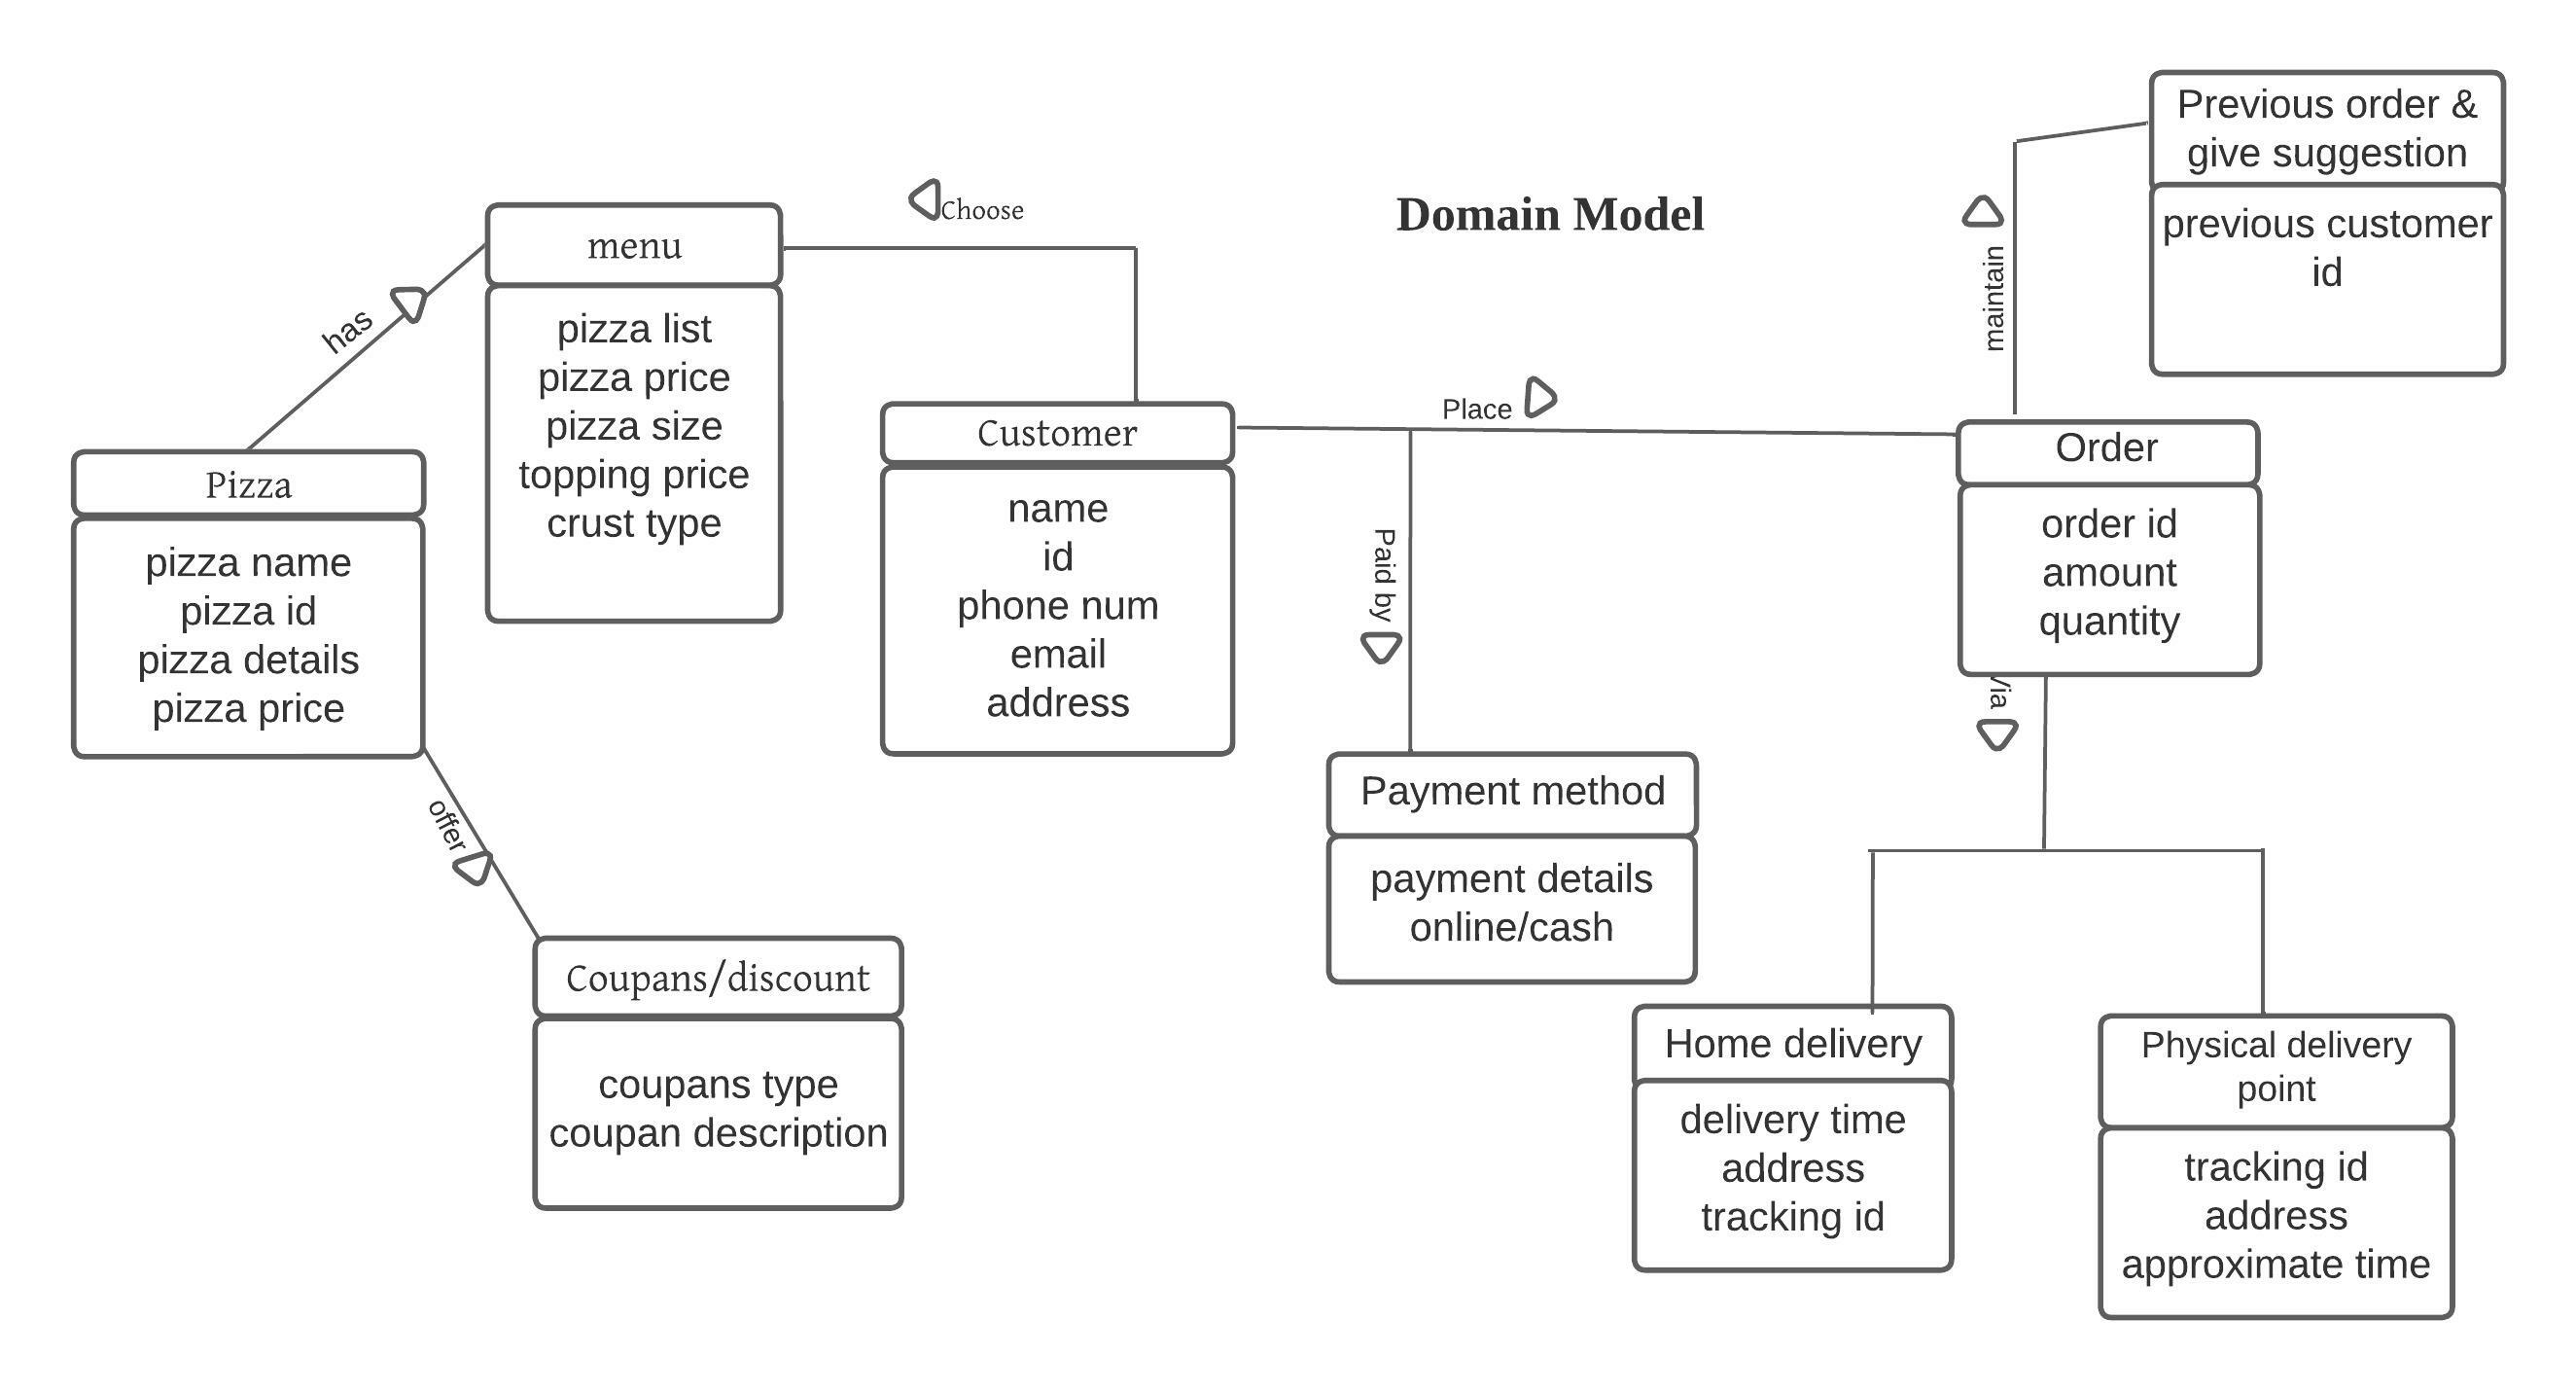 Domain Model
Previous order &
give suggestion
previous customer
id
maintain
Choose
menu
pizza list
pizza price
pizza size
topping price
crust type
has
Pizza
pizza name
pizza id
pizza details
pizza price
offer
Coupans/discount
coupans type
coupan description
Customer
name
id
phone num
email
address
Place
Paid by
Payment method
payment details
online/cash
Order
order id
amount
quantity
Via
Home delivery
delivery time
address
tracking id
Physical delivery
point
tracking id
address
approximate time